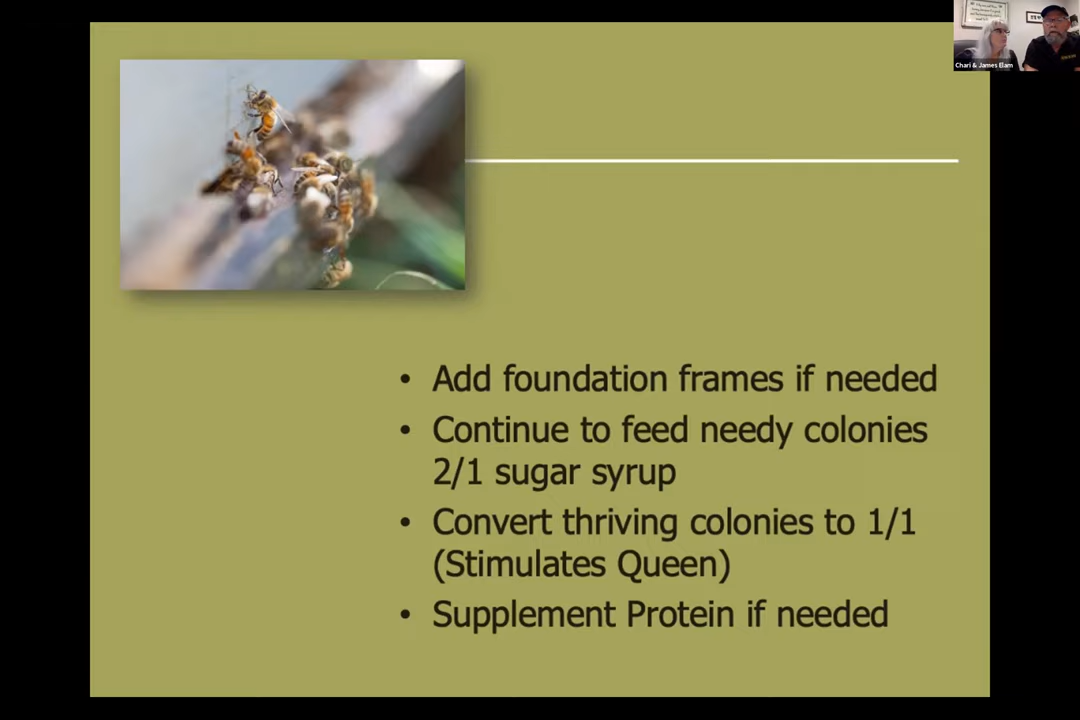 Chari & James Elam
• Add foundation frames if needed
• Continue to feed needy colonies
2/1 sugar syrup
• Convert thriving colonies to 1/1
(Stimulates Queen)
• Supplement Protein if needed